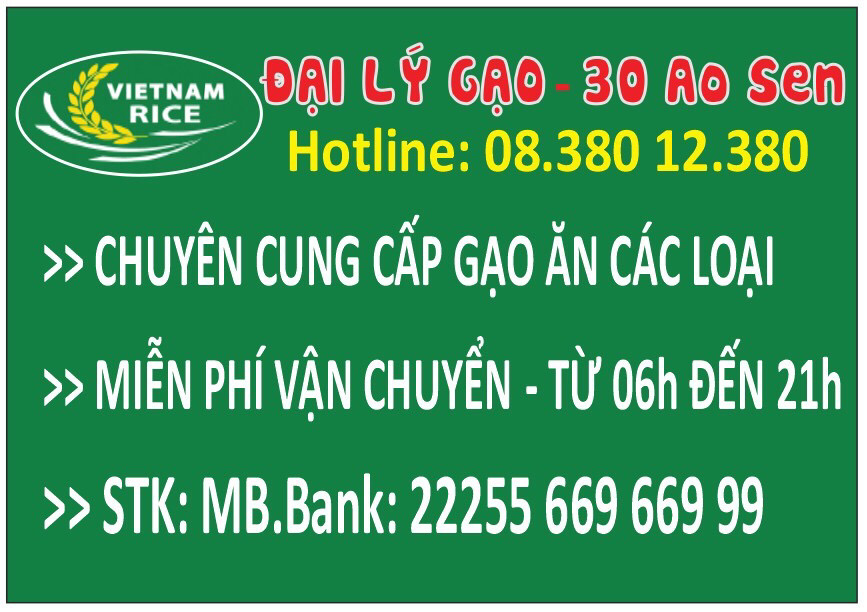 VIETNAM
RICE
ĐẠI LÝ GẠO - 30 Ao Sen
Hotline: 08.380 12.380
>> CHUYÊN CUNG CẤP GẠO ĂN CÁC LOẠI
>> MIỄN PHÍ VẬN CHUYỂN - TỪ 06h ĐẾN 21h
>> STK: MB.Bank: 22255 669 669 99